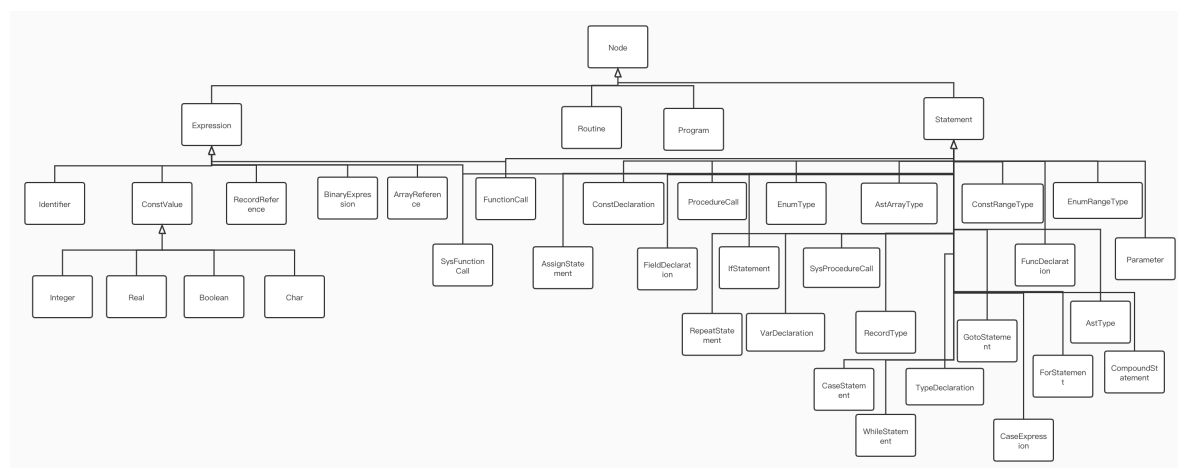 Node
Expression
Routine
Program
Statement
Identifier
ConstValue
RecordRefer
ence
BinaryExpres
sion
ArrayReferen
ce
FunctionCall
ConstDeclaration
ProcedureCall
EnumType
AstArrayType
ConstRangeType
EnumRangeType
SysFunction
Call
AssignState
ment
FieldDeclarat
ion
IfStatement
SysProcedureCall
FuncDeclarat
ion
Parameter
Integer
Real
Boolean
Char
RepeatState
ment
VarDeclaration
RecordType
GotoStateme
nt
AstType
CaseStatem
ent
TypeDeclaration
ForStatemen
t
CompoundSt
atement
WhileStatem
ent
CaseExpress
ion